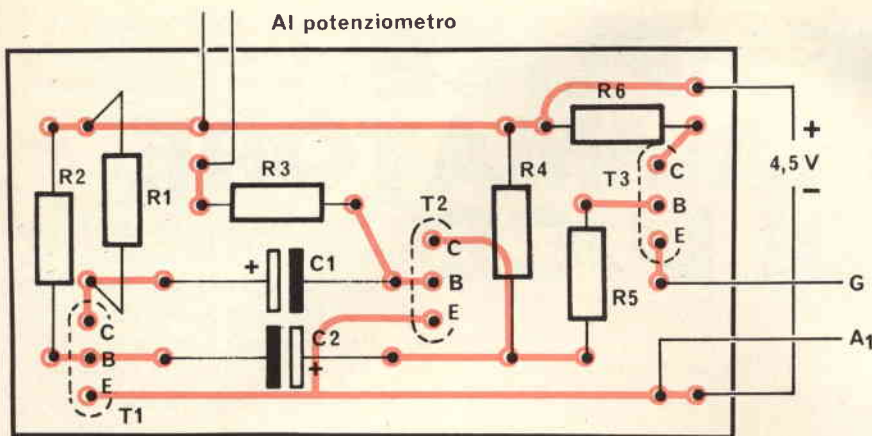 Al potenziometro
R6
+
4,5 V
−
R2
R1
R3
R4
T3
C
B
E
T2
C
B
E
+
C1
R5
G
C
B
E
C2
+
A1
T1